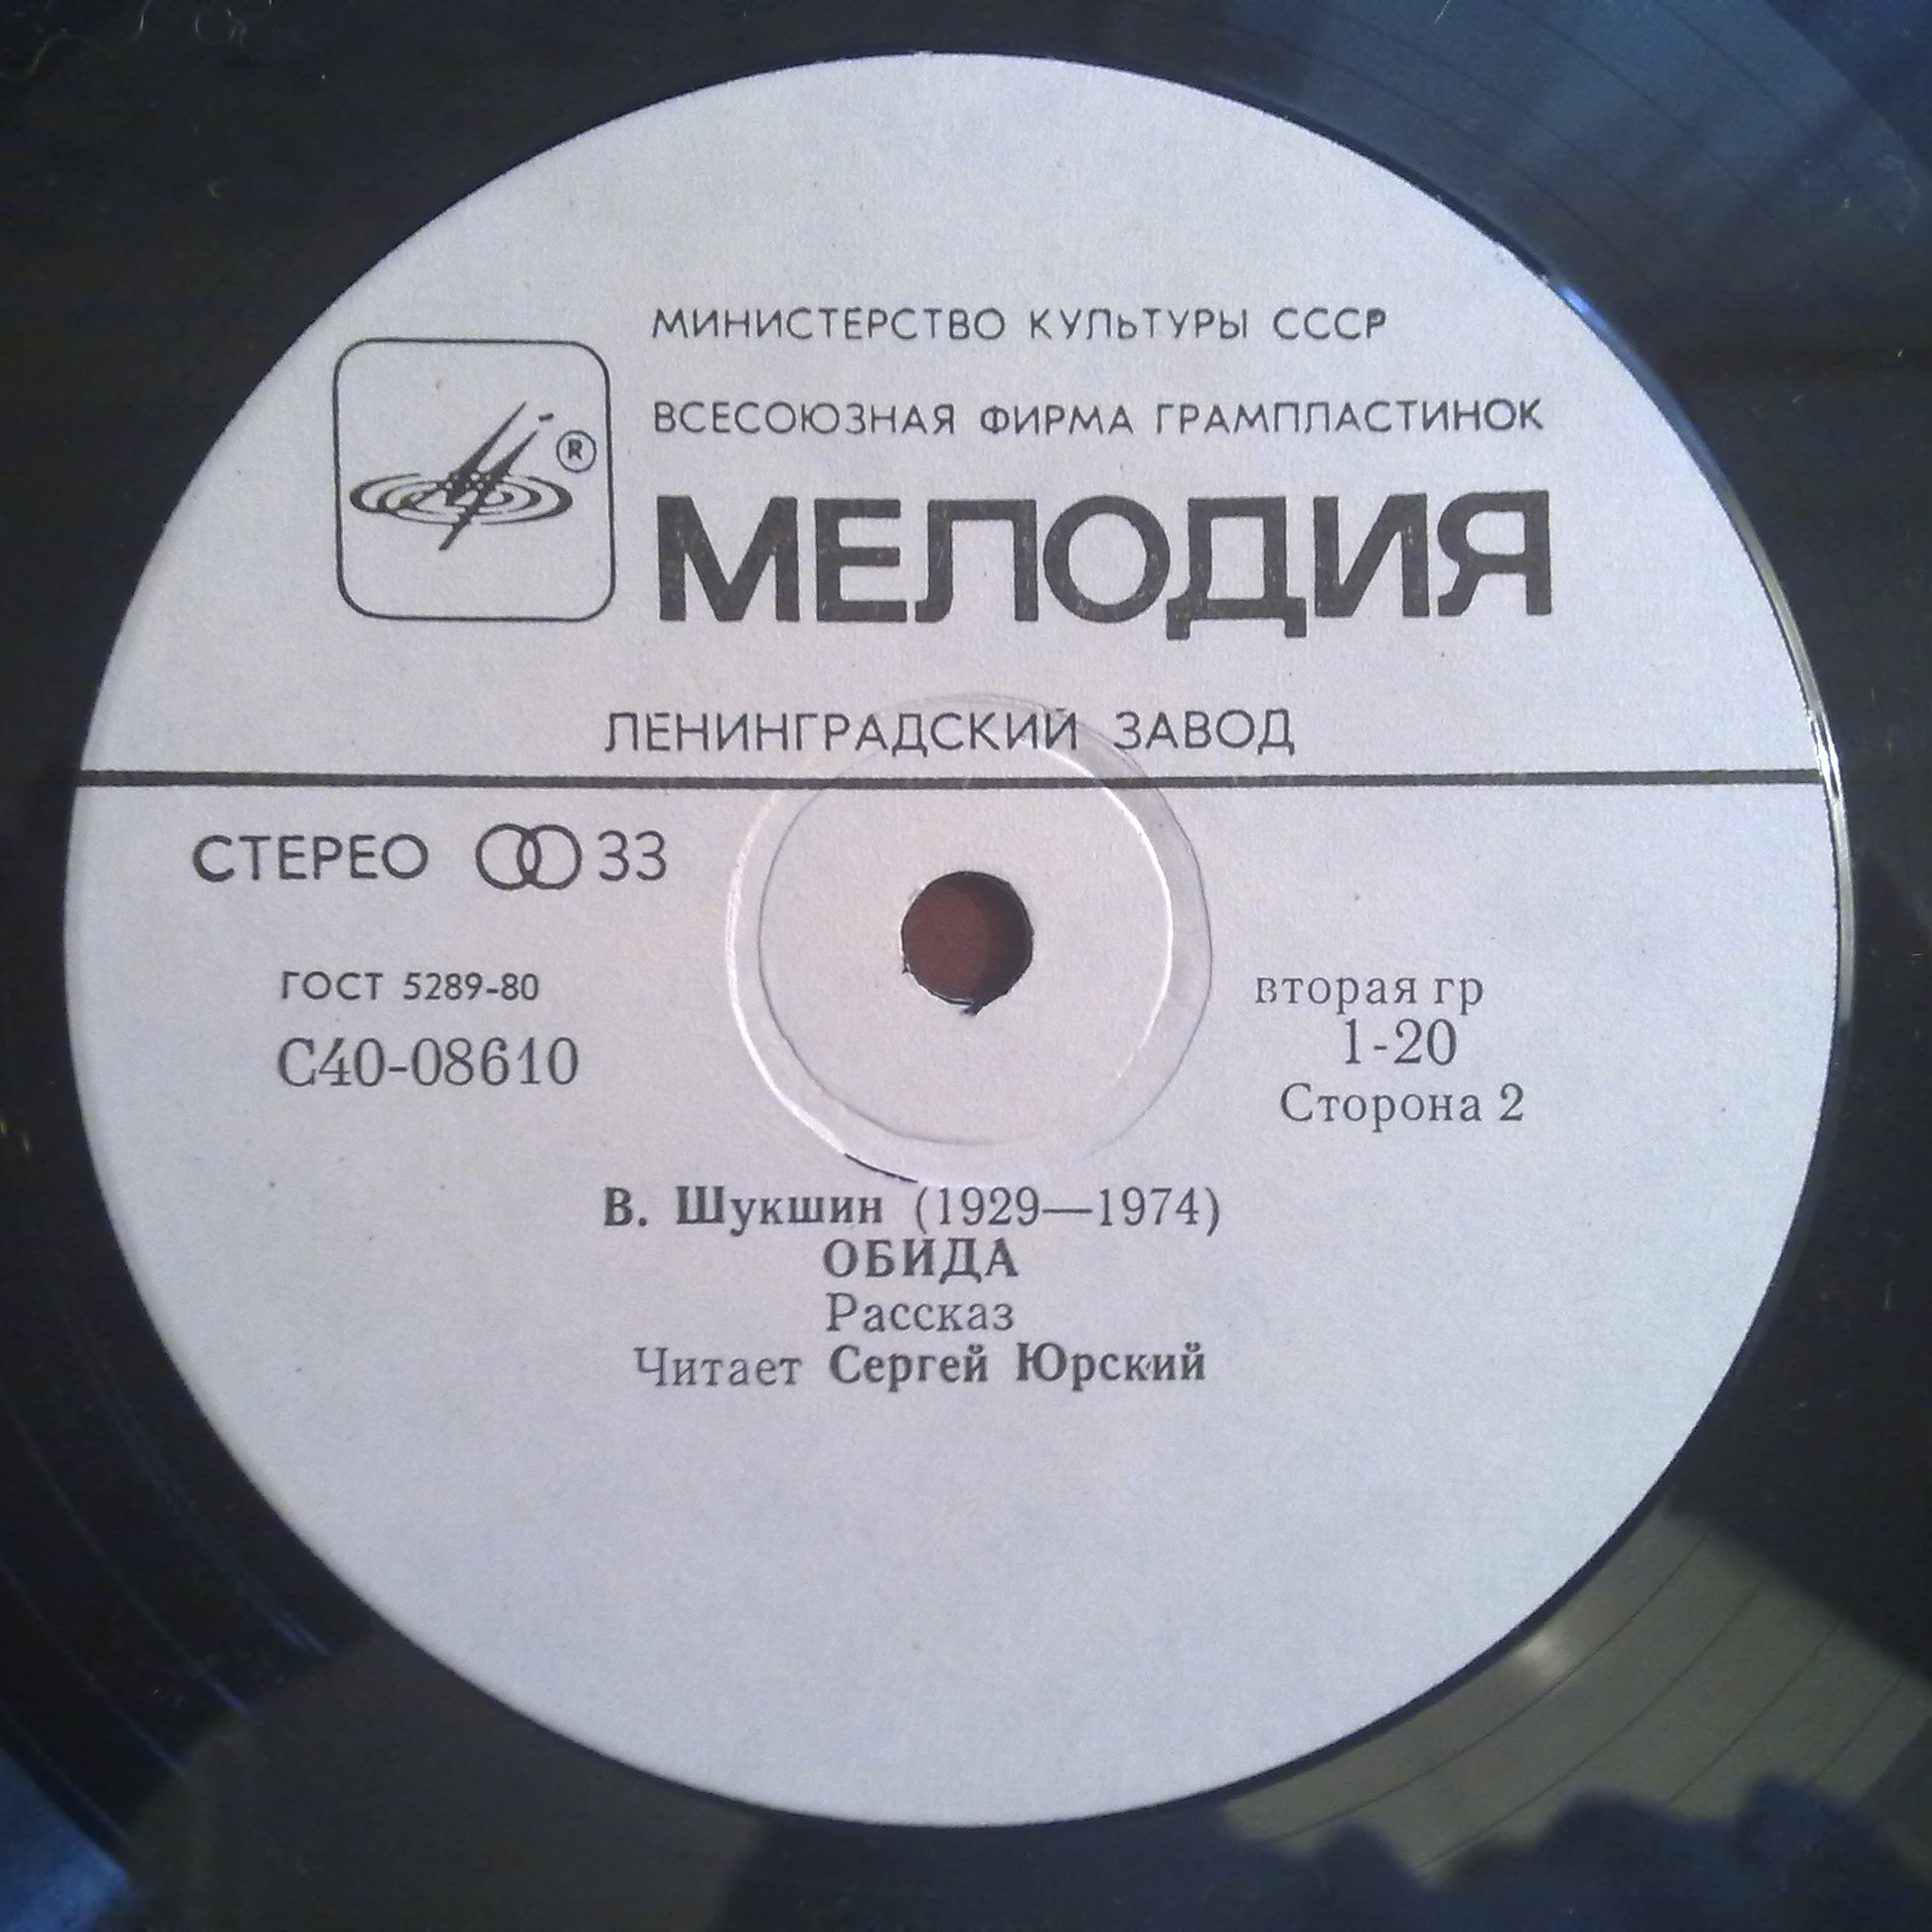 МИНИСТЕРСТВО КУЛЬТУРЫ СССР
ВСЕСОЮЗНАЯ ФИРМА ГРАМПЛАСТИНОК
®
МЕЛОДИЯ
ЛЕНИНГРАДСКИЙ ЗАВОД
СТЕРЕО 33
ГОСТ 5289-80
С40-08610
вторая гр
1-20
Сторона 2
В. Шукшин (1929—1974)
ОБИДА
Рассказ
Читает Сергей Юрский